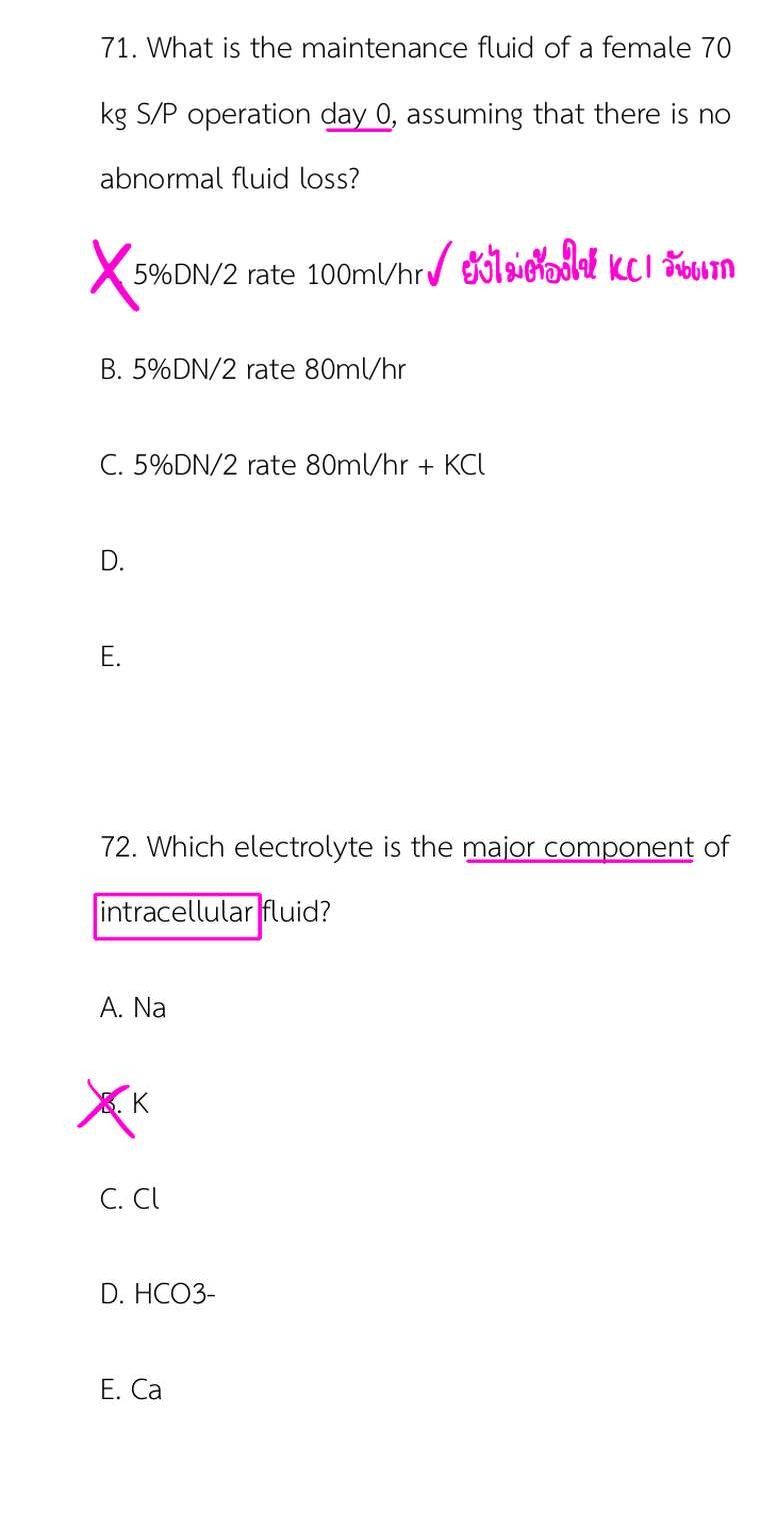 71. What is the maintenance fluid of a female 70
kg S/P operation day 0, assuming that there is no
abnormal fluid loss?
5%DN/2 rate 100ml/hr✓ ยังไม่ต้องให้ KCl วันแรก
B. 5%DN/2 rate 80ml/hr
C. 5%DN/2 rate 80ml/hr + KCl
D.
E.
72. Which electrolyte is the major component of
intracellular fluid?
A. Na
B. K
C. Cl
D. HCO3-
E. Ca